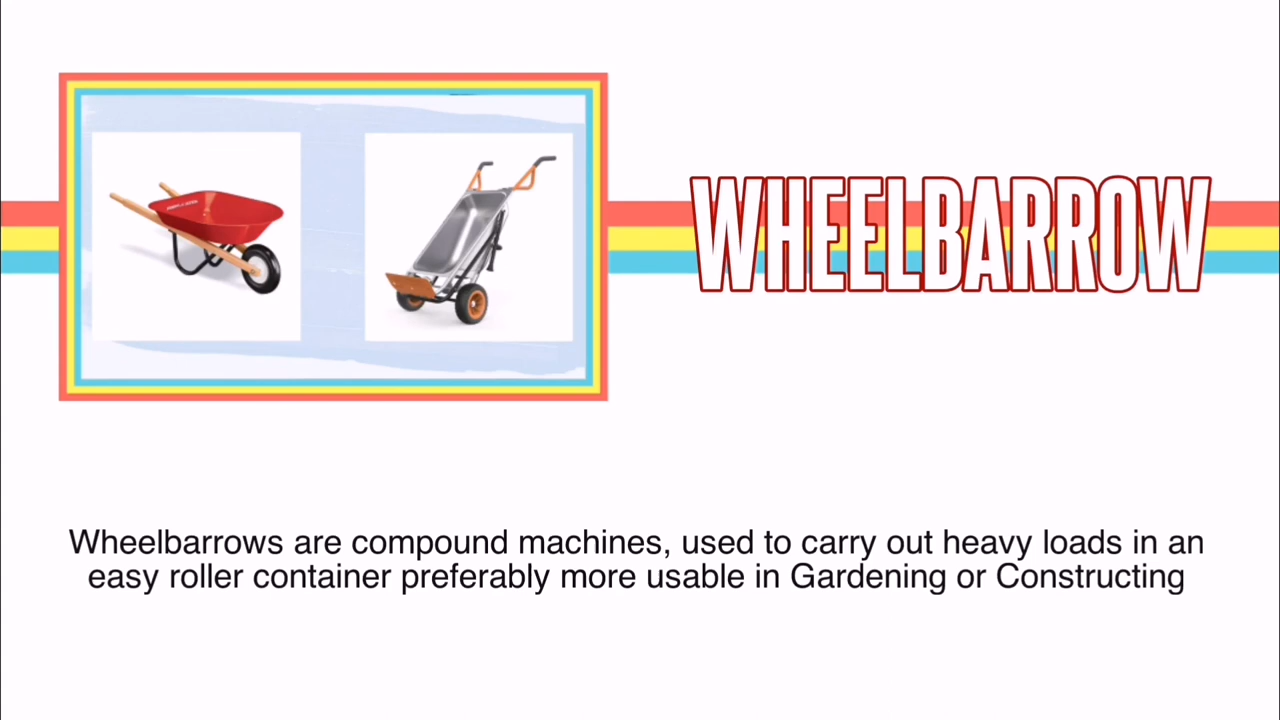 WHEELBARROW
Wheelbarrows are compound machines, used to carry out heavy loads in an
easy roller container preferably more usable in Gardening or Constructing